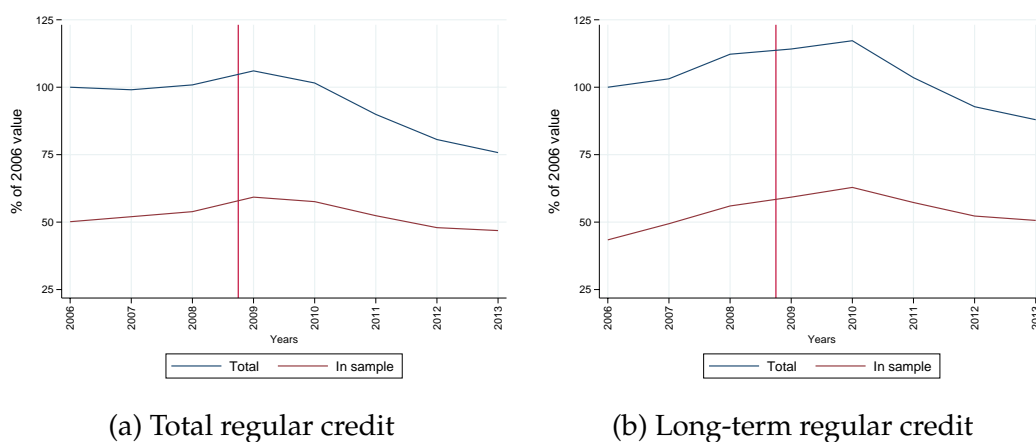 125
100
75
50
25
% of 2006 value
2006
2007
2008
2009
2010
2011
2012
2013
Years
Total
In sample
(a) Total regular credit
125
100
75
50
25
% of 2006 value
2006
2007
2008
2009
2010
2011
2012
2013
Years
Total
In sample
(b) Long-term regular credit